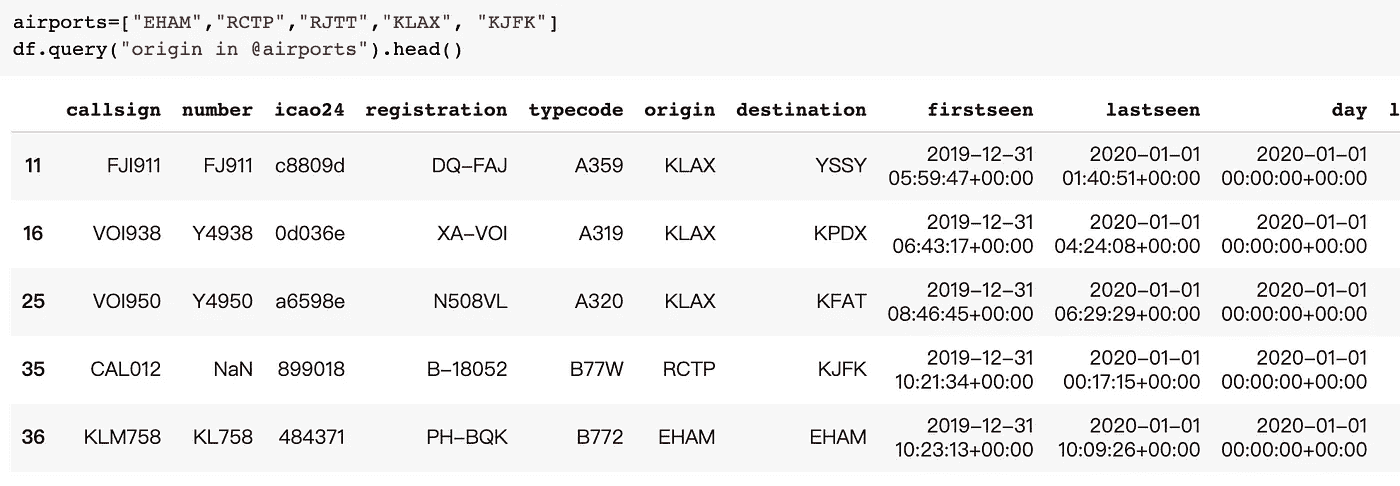 airports=["EHAM","RCTP","RJTT","KLAX", "KJFK"]
df.query("origin in @airports").head()
callsign number icao24 registration typecode origin destination firstseen lastseen day l
11 FJI911 FJ911 c8809d DQ–FAJ A359 KLAX YSSY 2019–12–31 2020–01–01 2020–01–01
05:59:47+00:00 01:40:51+00:00 00:00:00+00:00
16 VOI938 Y4938 0d036e XA–VOI A319 KLAX KPDX 2019–12–31 2020–01–01 2020–01–01
06:43:17+00:00 04:24:08+00:00 00:00:00+00:00
25 VOI950 Y4950 a6598e N508VL A320 KLAX KFAT 2019–12–31 2020–01–01 2020–01–01
08:46:45+00:00 06:29:29+00:00 00:00:00+00:00
35 CAL012 NaN 899018 B–18052 B77W RCTP KJFK 2019–12–31 2020–01–01 2020–01–01
10:21:34+00:00 00:17:15+00:00 00:00:00+00:00
36 KLM758 KL758 484371 PH–BQK B772 EHAM EHAM 2019–12–31 2020–01–01 2020–01–01
10:23:13+00:00 10:09:26+00:00 00:00:00+00:00